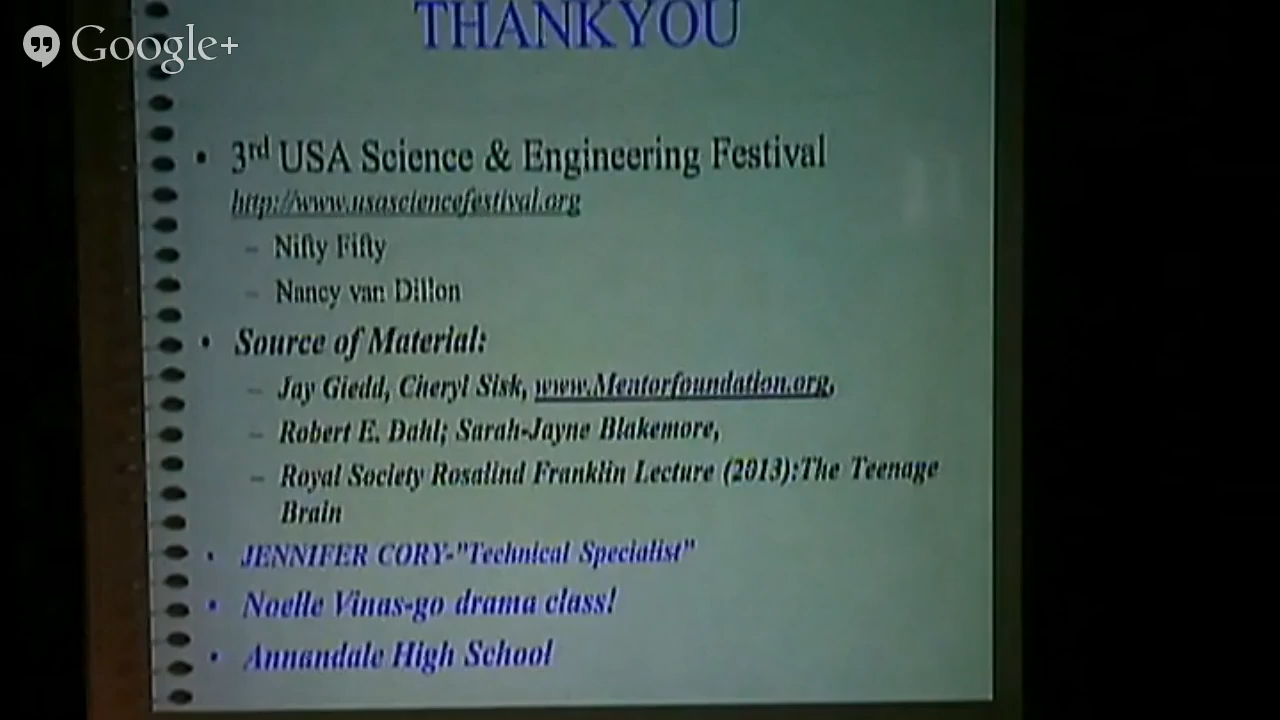 Google+
THANKYOU
• 3rd USA Science & Engineering Festival
http://www.usasciencefestival.org
– Nifty Fifty
– Nancy van Dillon
• Source of Material:
– Jay Giedd, Cheryl Sisk, www.Mentorfoundation.org,
– Robert E. Dahl; Sarah-Jayne Blakemore,
– Royal Society Rosalind Franklin Lecture (2013):The Teenage
Brain
• JENNIFER CORY-"Technical Specialist"
• Noelle Vinas-go drama class!
• Annandale High School